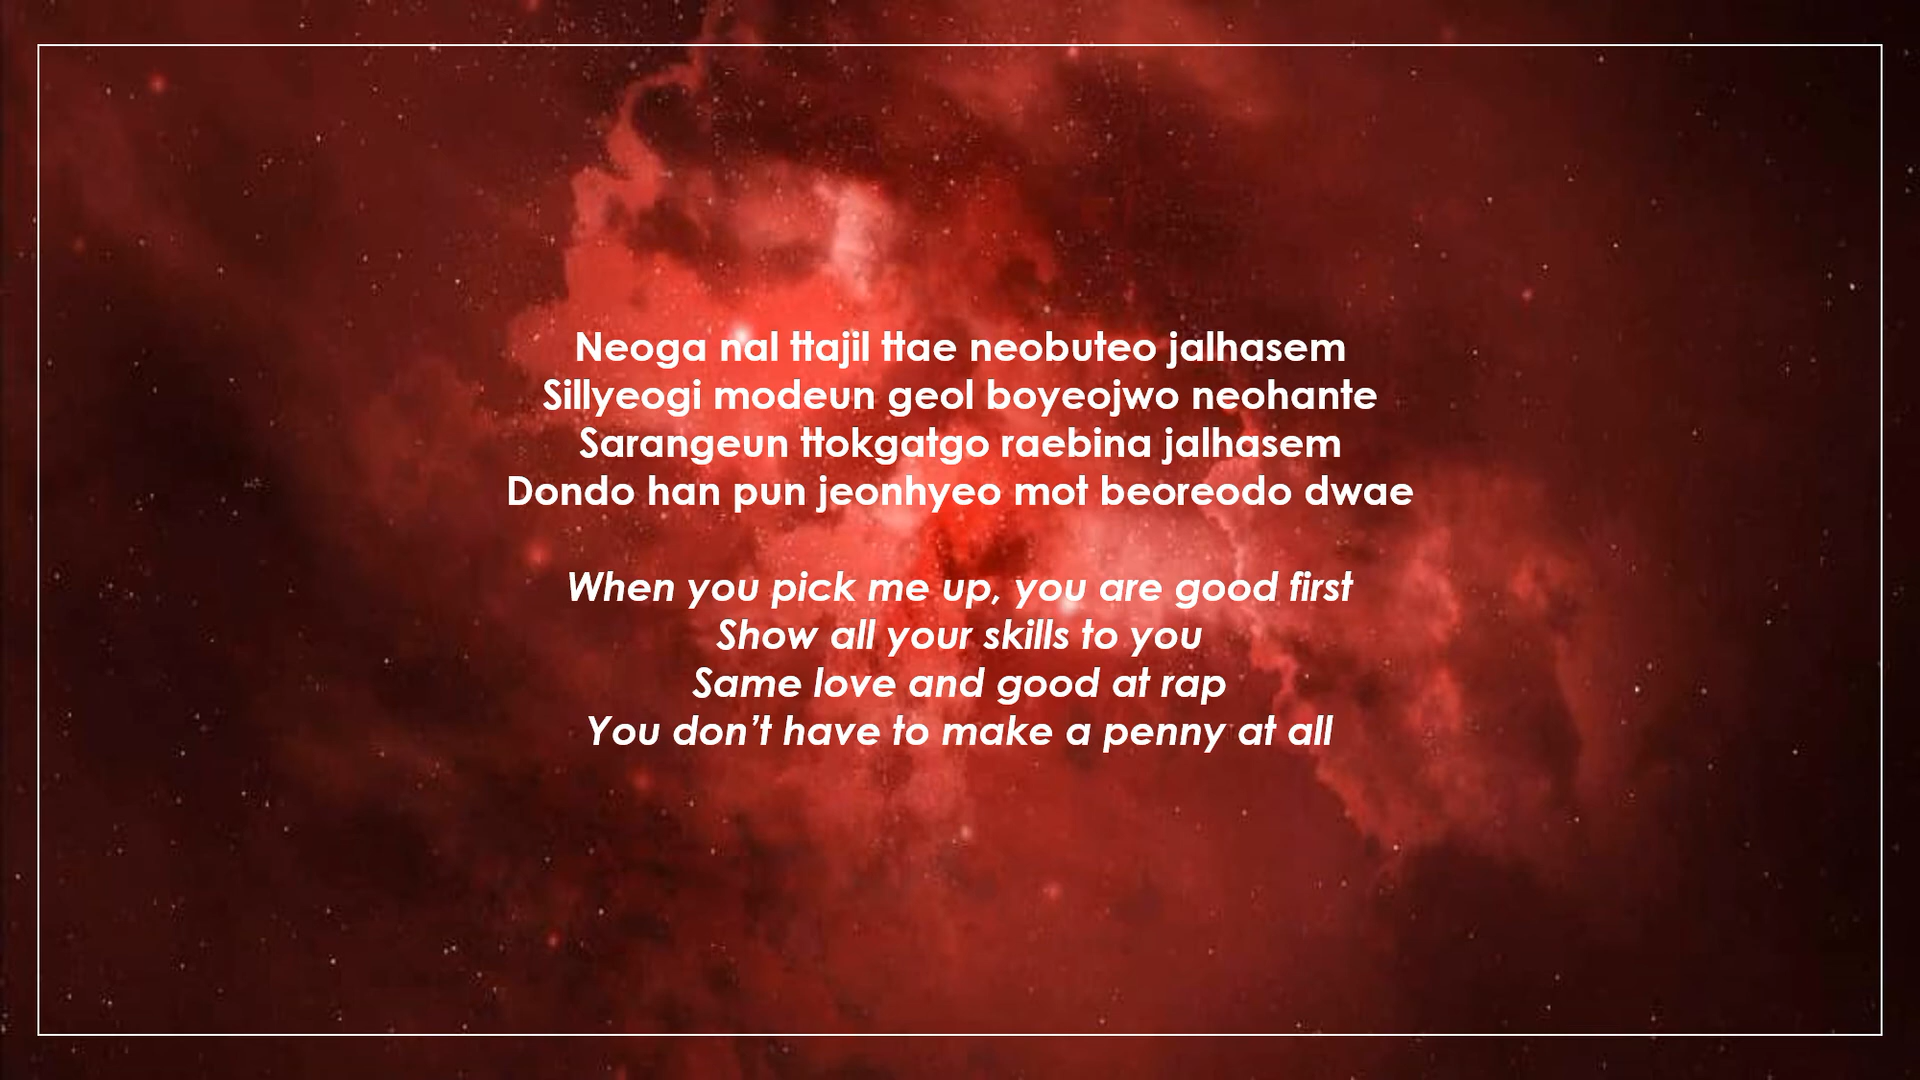 Neoga nal ttajil ttae neobuteo jalhasem
Sillyeogi modeun geol boyeojwo neohante
Sarangeun ttokgatgo raebina jalhasem
Dondo han pun jeonhyeo mot beoreodo dwae
When you pick me up, you are good first
Show all your skills to you
Same love and good at rap
You don’t have to make a penny at all